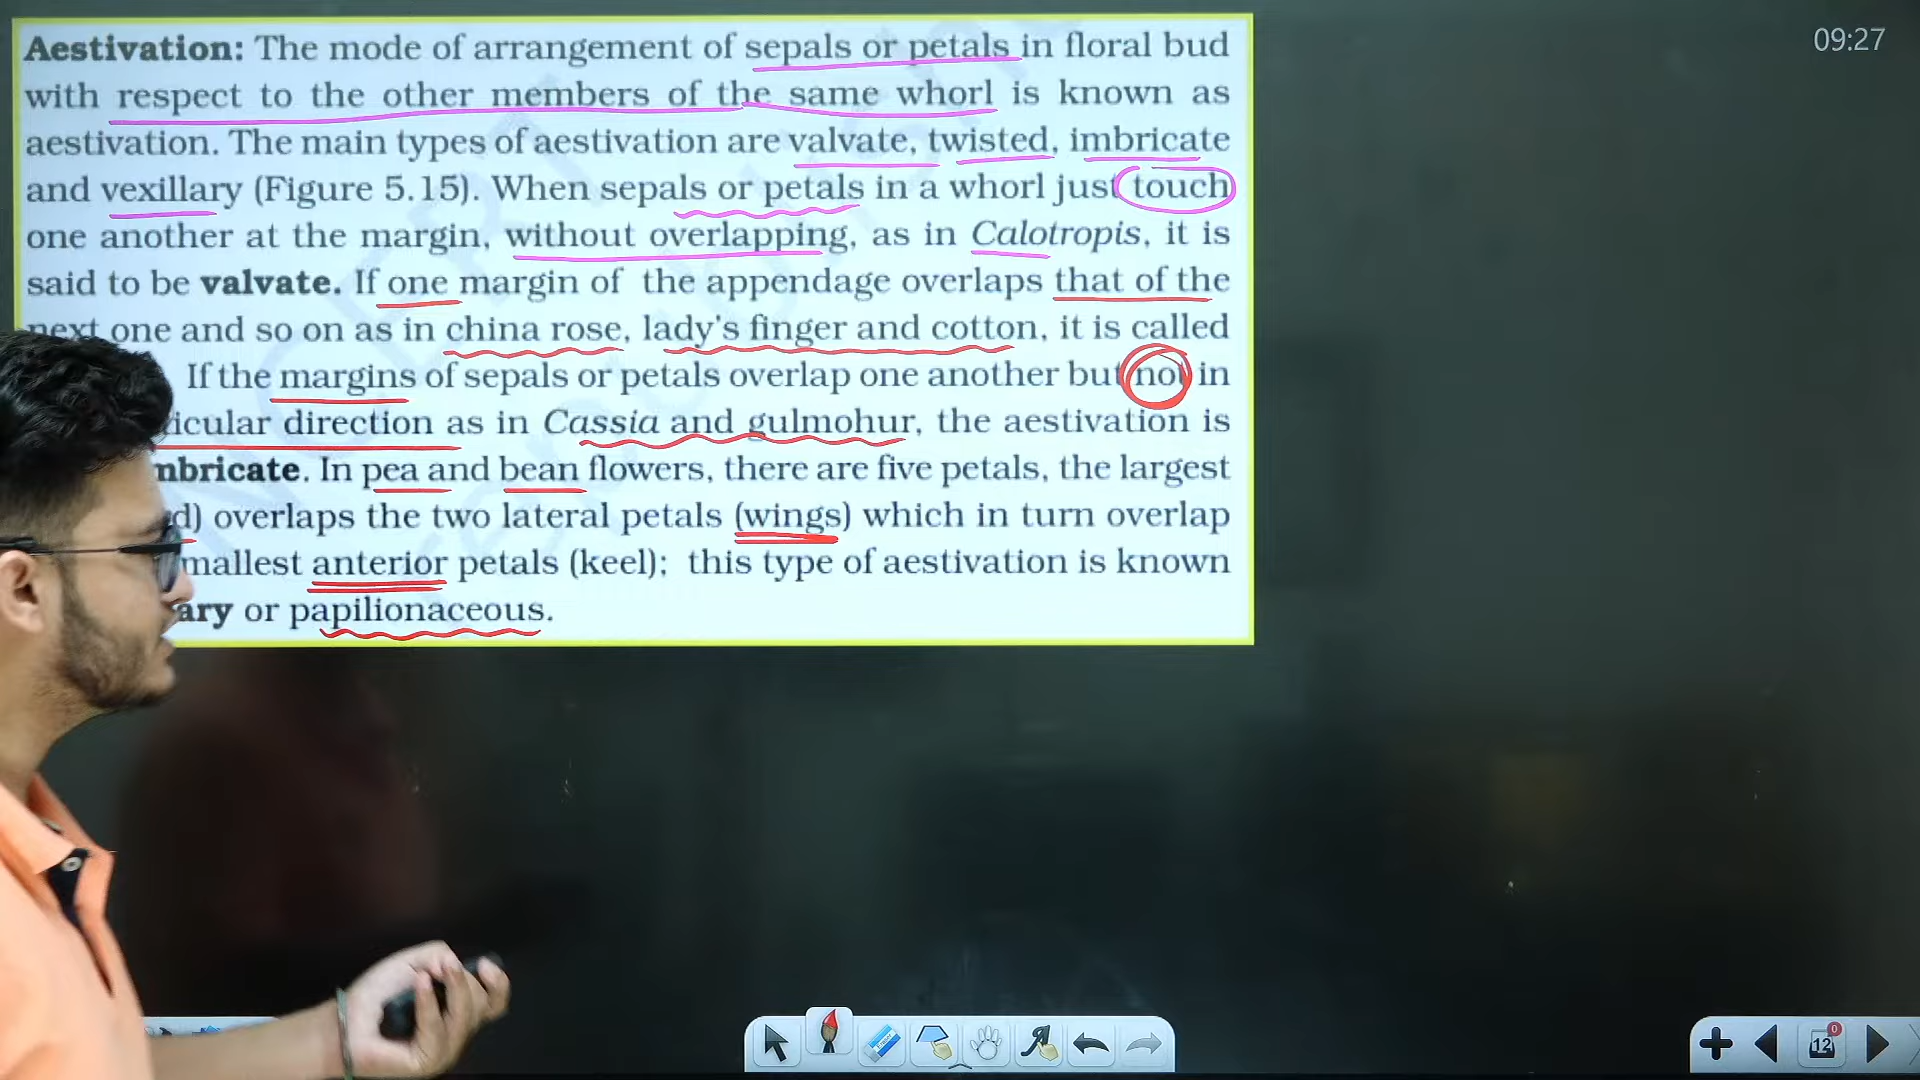 09:27
Aestivation: The mode of arrangement of sepals or petals in floral bud
with respect to the other members of the same whorl is known as
aestivation. The main types of aestivation are valvate, twisted, imbricate
and vexillary (Figure 5.15). When sepals or petals in a whorl just touch
one another at the margin, without overlapping, as in Calotropis, it is
said to be valvate. If one margin of the appendage overlaps that of the
next one and so on as in china rose, lady's finger and cotton, it is called
If the margins of sepals or petals overlap one another but not in
icular direction as in Cassia and gulmohur, the aestivation is
mbricate. In pea and bean flowers, there are five petals, the largest
d) overlaps the two lateral petals (wings) which in turn overlap
mallest anterior petals (keel); this type of aestivation is known
ary or papilionaceous.
12
0